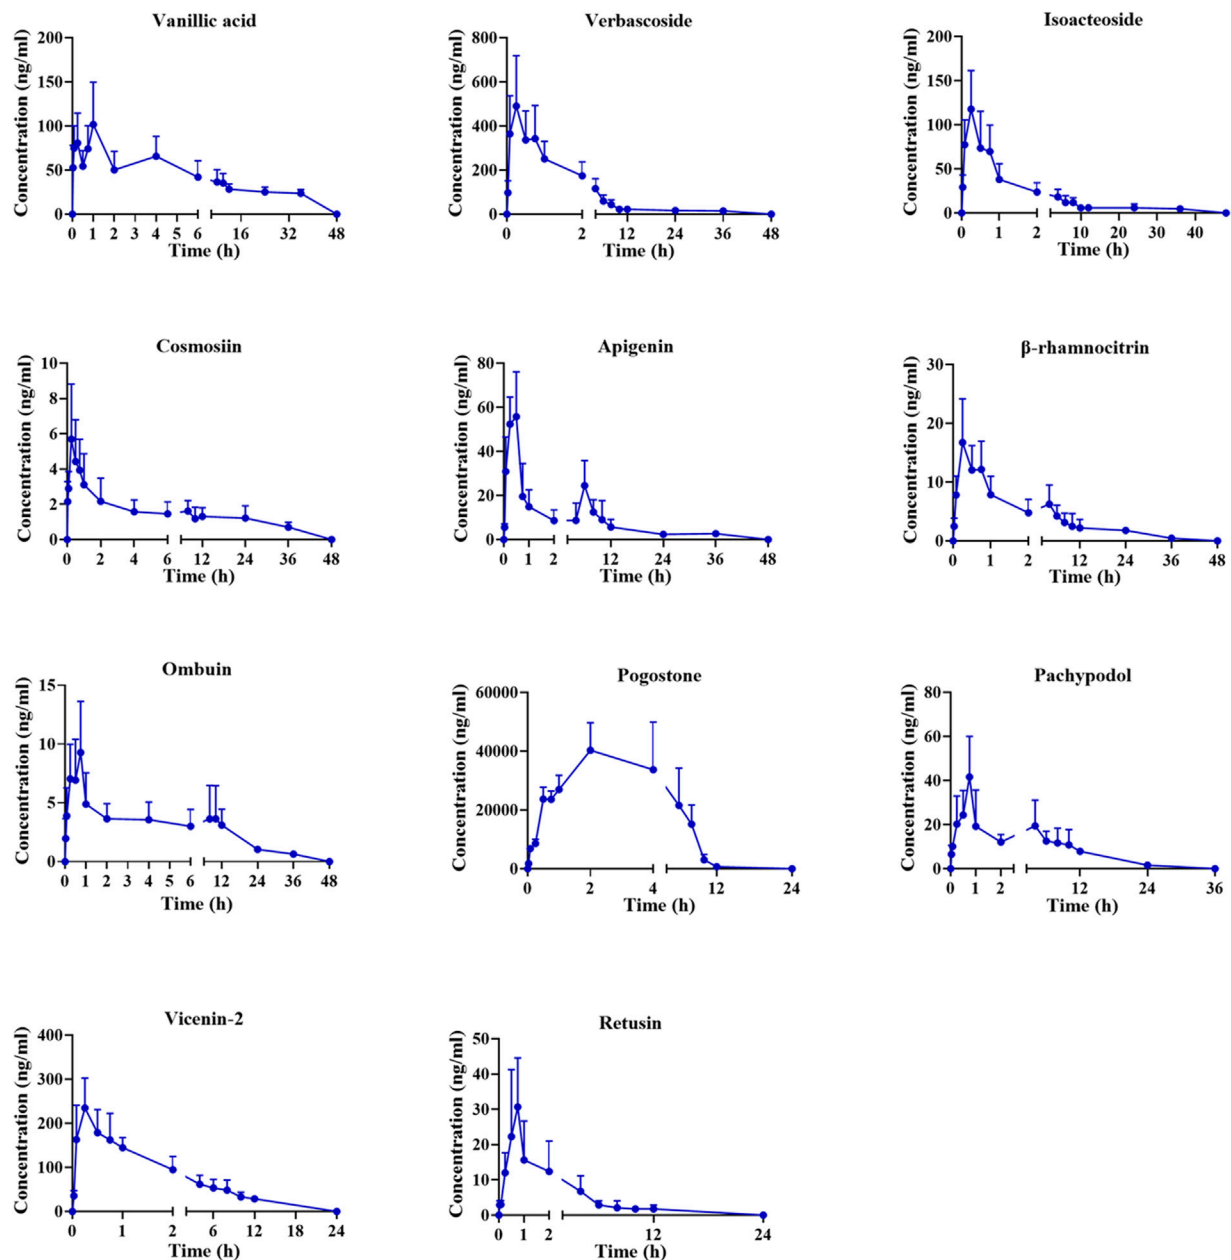 Vanillic acid
Concentration (ng/ml)
200
150
100
50
0
0 1 2 3 4 5 6 16 32 48
Time (h)
Verbascoside
Concentration (ng/ml)
800
600
400
200
0
0 2 12 24 36 48
Time (h)
Isoacteoside
Concentration (ng/ml)
200
150
100
50
0
0 1 2 10 20 30 40
Time (h)
Cosmosiin
Concentration (ng/ml)
10
8
6
4
2
0
0 2 4 6 12 24 36 48
Time (h)
Apigenin
Concentration (ng/ml)
80
60
40
20
0
0 1 2 12 24 36 48
Time (h)
β-rhamnocitrin
Concentration (ng/ml)
30
20
10
0
0 1 2 12 24 36 48
Time (h)
Ombuin
Concentration (ng/ml)
15
10
5
0
0 1 2 3 4 5 6 12 24 36 48
Time (h)
Pogostone
Concentration (ng/ml)
60000
40000
20000
0
0 2 4 12 24
Time (h)
Pachypodol
Concentration (ng/ml)
80
60
40
20
0
0 1 2 12 24 36
Time (h)
Vicenin-2
Concentration (ng/ml)
400
300
200
100
0
0 1 2 6 12 18 24
Time (h)
Retusin
Concentration (ng/ml)
50
40
30
20
10
0
0 1 2 12 24
Time (h)